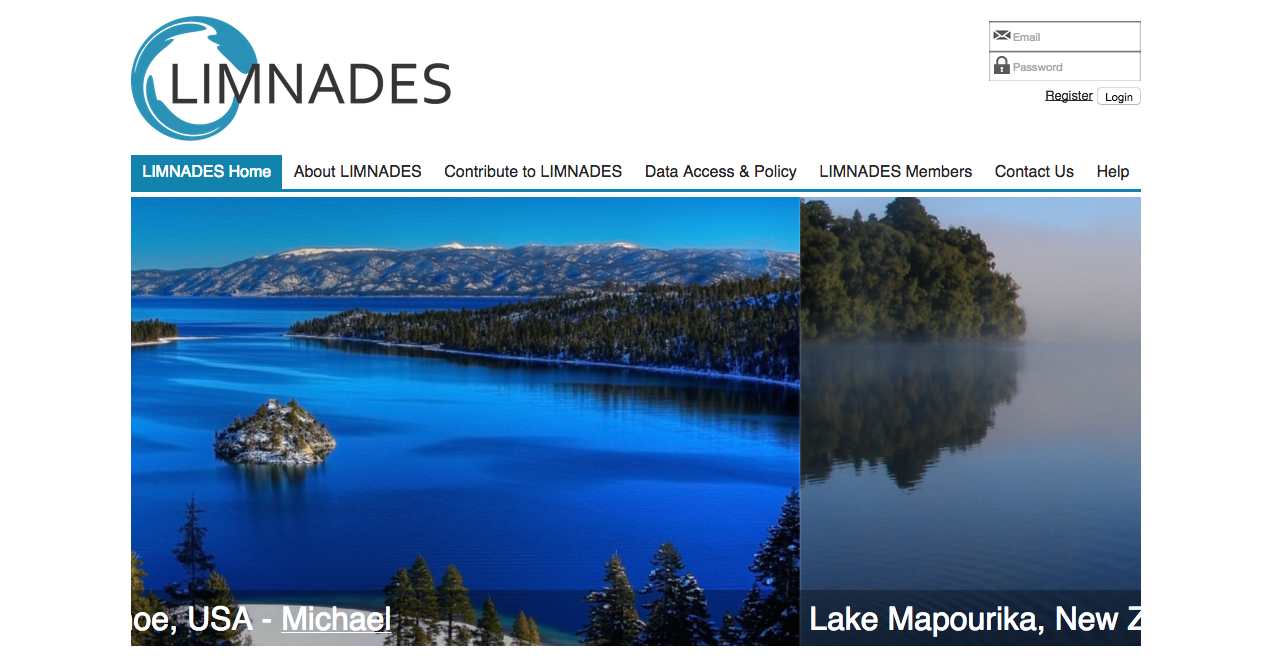 LIMNADES
Email
Password
Register Login
LIMNADES Home About LIMNADES Contribute to LIMNADES Data Access & Policy LIMNADES Members Contact Us Help
oe, USA - Michael
Lake Mapourika, New Z